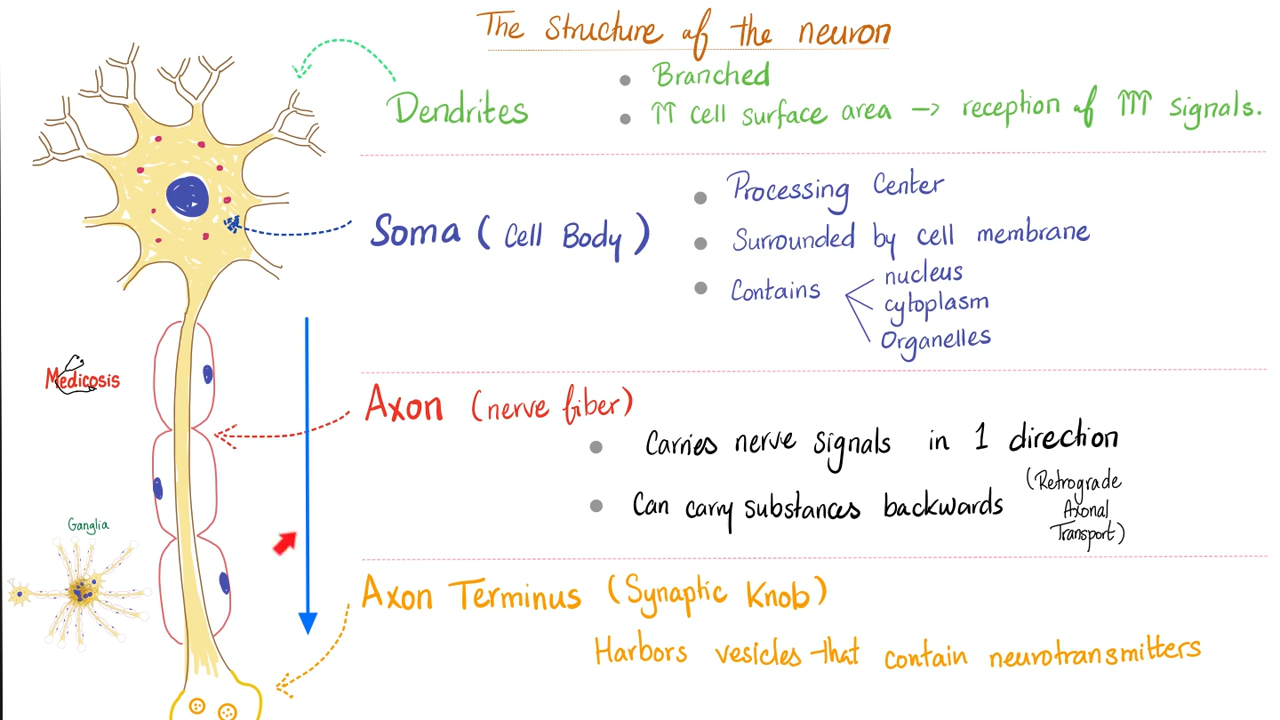 The structure of the neuron
Dendrites
Branched
↑↑ cell surface area → reception of ↑↑↑ signals.
Soma (Cell Body)
Processing Center
Surrounded by cell membrane
Contains
nucleus
cytoplasm
Organelles
Medicosis
Axon (nerve fiber)
Carries nerve signals in 1 direction
Can carry substances backwards (Retrograde
Axonal
Transport)
Ganglia
Axon Terminus (Synaptic Knob)
Harbors vesicles that contain neurotransmitters